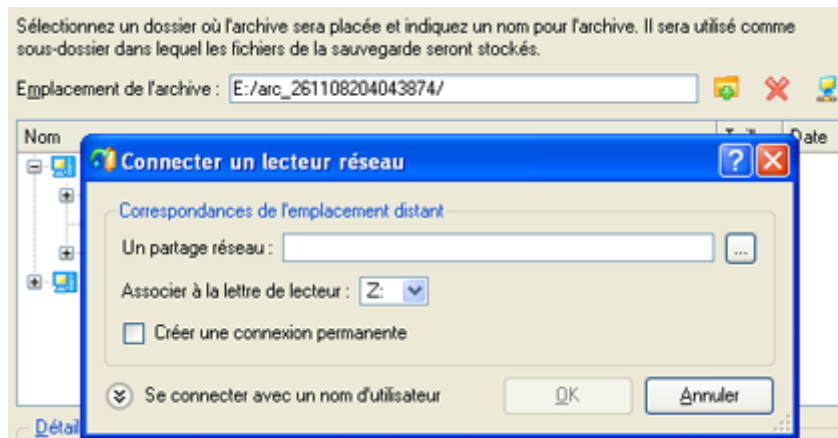 Sélectionnez un dossier où l'archive sera placée et indiquez un nom pour l'archive. Il sera utilisé comme
sous-dossier dans lequel les fichiers de la sauvegarde seront stockés.
Emplacement de l'archive : E:/arc_261108204043874/
Nom Date
Connecter un lecteur réseau
Correspondances de l'emplacement distant
Un partage réseau : ...
Associer à la lettre de lecteur : Z:
Créer une connexion permanente
Se connecter avec un nom d'utilisateur OK Annuler
Détail